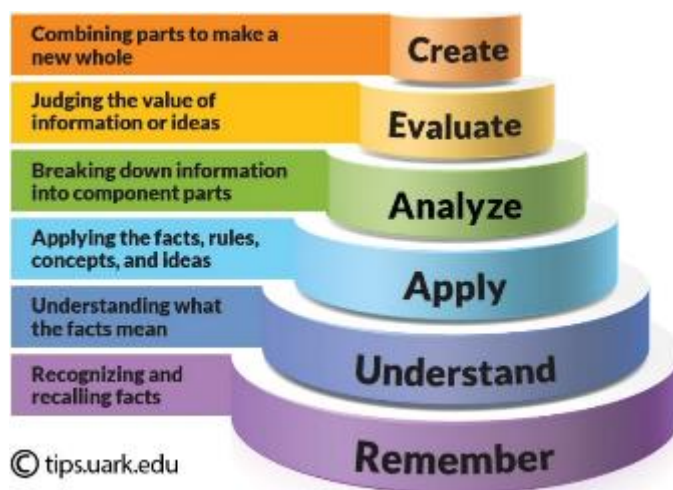 Combining parts to make a
new whole
Create
Judging the value of
information or ideas
Evaluate
Breaking down information
into component parts
Analyze
Applying the facts, rules,
concepts, and ideas
Apply
Understanding what
the facts mean
Understand
Recognizing and
recalling facts
Remember
© tips.uark.edu